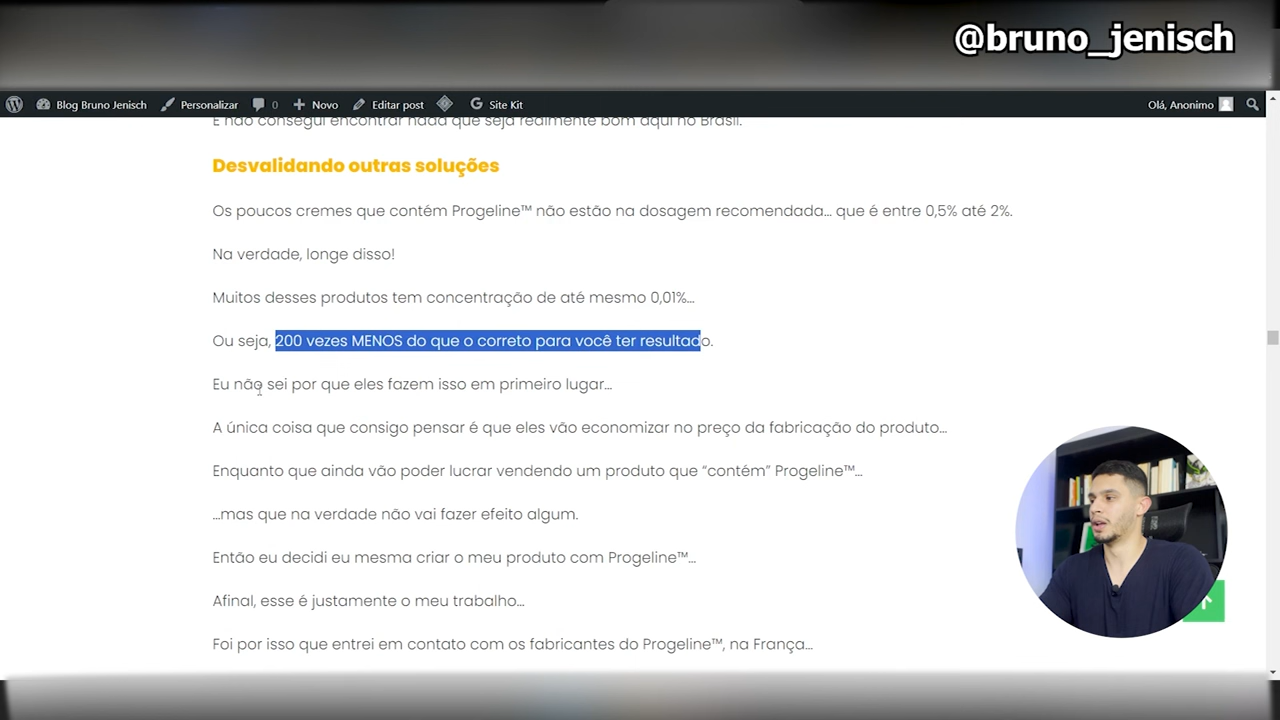 @bruno_jenisch
Blog Bruno Jenisch Personalizar 0 Novo Editar post Site Kit Olá, Anonimo
E não consegui encontrar nada que seja realmente bom aqui no Brasil.
Desvalidando outras soluções
Os poucos cremes que contém Progeline™ não estão na dosagem recomendada... que é entre 0,5% até 2%.
Na verdade, longe disso!
Muitos desses produtos tem concentração de até mesmo 0,01%...
Ou seja, 200 vezes MENOS do que o correto para você ter resultado.
Eu não sei por que eles fazem isso em primeiro lugar...
A única coisa que consigo pensar é que eles vão economizar no preço da fabricação do produto...
Enquanto que ainda vão poder lucrar vendendo um produto que “contém” Progeline™...
...mas que na verdade não vai fazer efeito algum.
Então eu decidi eu mesma criar o meu produto com Progeline™...
Afinal, esse é justamente o meu trabalho...
Foi por isso que entrei em contato com os fabricantes do Progeline™, na França...